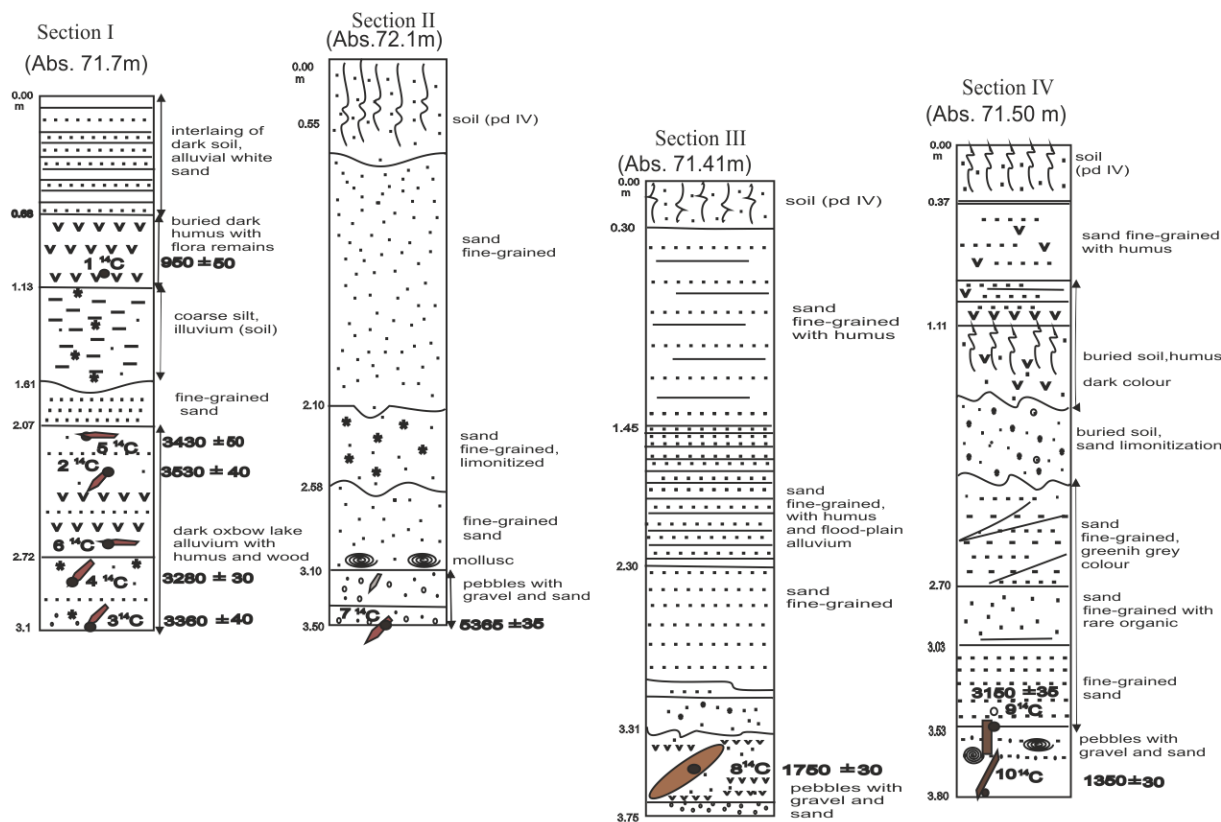 Section I
(Abs. 71.7m)
0.00
m
interlaing of
dark soil,
alluvial white
sand
0.88
buried dark
humus with
flora remains
1 ¹⁴C
950 ±50
1.13
coarse silt,
illuvium (soil)
1.61
fine-grained
sand
2.07
5 ¹⁴C
3430 ±50
2 ¹⁴C
3530 ± 40
dark oxbow lake
alluvium with
humus and wood
6 ¹⁴C
2.72
4 ¹⁴C
3280 ± 30
3¹⁴C
3360 ± 40
3.1
Section II
(Abs.72.1m)
0.00
m
0.55
soil (pd IV)
sand
fine-grained
2.10
sand
fine-grained,
limonitized
2.58
fine-grained
sand
mollusc
3.10
pebbles with
gravel and sand
7 ¹⁴C
3.50
5365 ±35
Section III
(Abs. 71.41m)
0.00
m
soil (pd IV)
0.30
sand
fine-grained
with humus
1.45
sand
fine-grained,
with humus
and flood-plain
alluvium
2.30
sand
fine-grained
3.31
8¹⁴C
1750 ±30
pebbles with
gravel and
sand
3.75
Section IV
(Abs. 71.50 m)
0.00
m
soil
(pd IV)
0.37
sand fine-grained
with humus
1.11
buried soil,humus
dark colour
buried soil,
sand limonitization
sand
fine-grained,
greenih grey
colour
2.70
sand
fine-grained with
rare organic
3.03
fine-grained
sand
3150 ±35
9¹⁴C
3.53
pebbles with
gravel and sand
10¹⁴C
1350±30
3.80